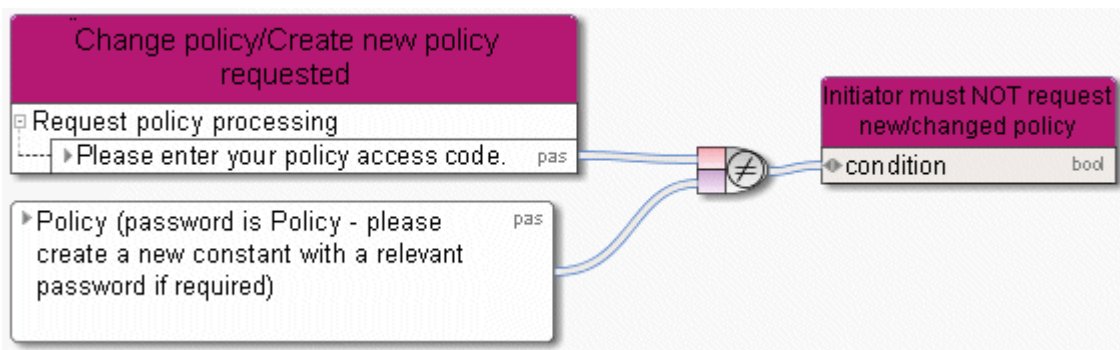 Change policy/Create new policy
requested
Request policy processing
Please enter your policy access code. pas
Policy (password is Policy - please pas
create a new constant with a relevant
password if required)
≠
Initiator must NOT request
new/changed policy
condition bool